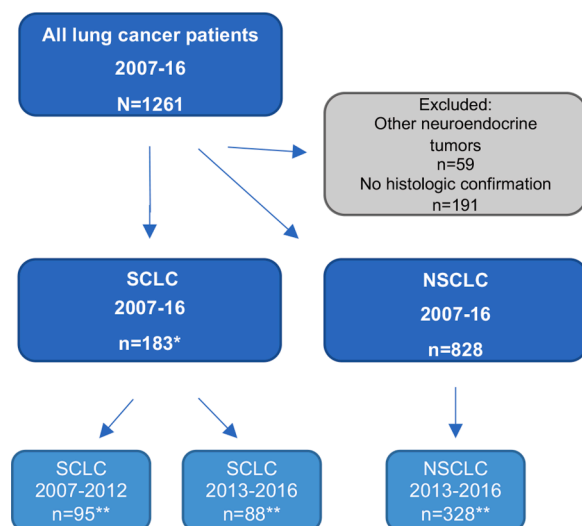 All lung cancer patients
2007-16
N=1261
Excluded:
Other neuroendocrine
tumors
n=59
No histologic confirmation
n=191
SCLC
2007-16
n=183*
NSCLC
2007-16
n=828
SCLC
2007-2012
n=95**
SCLC
2013-2016
n=88**
NSCLC
2013-2016
n=328**